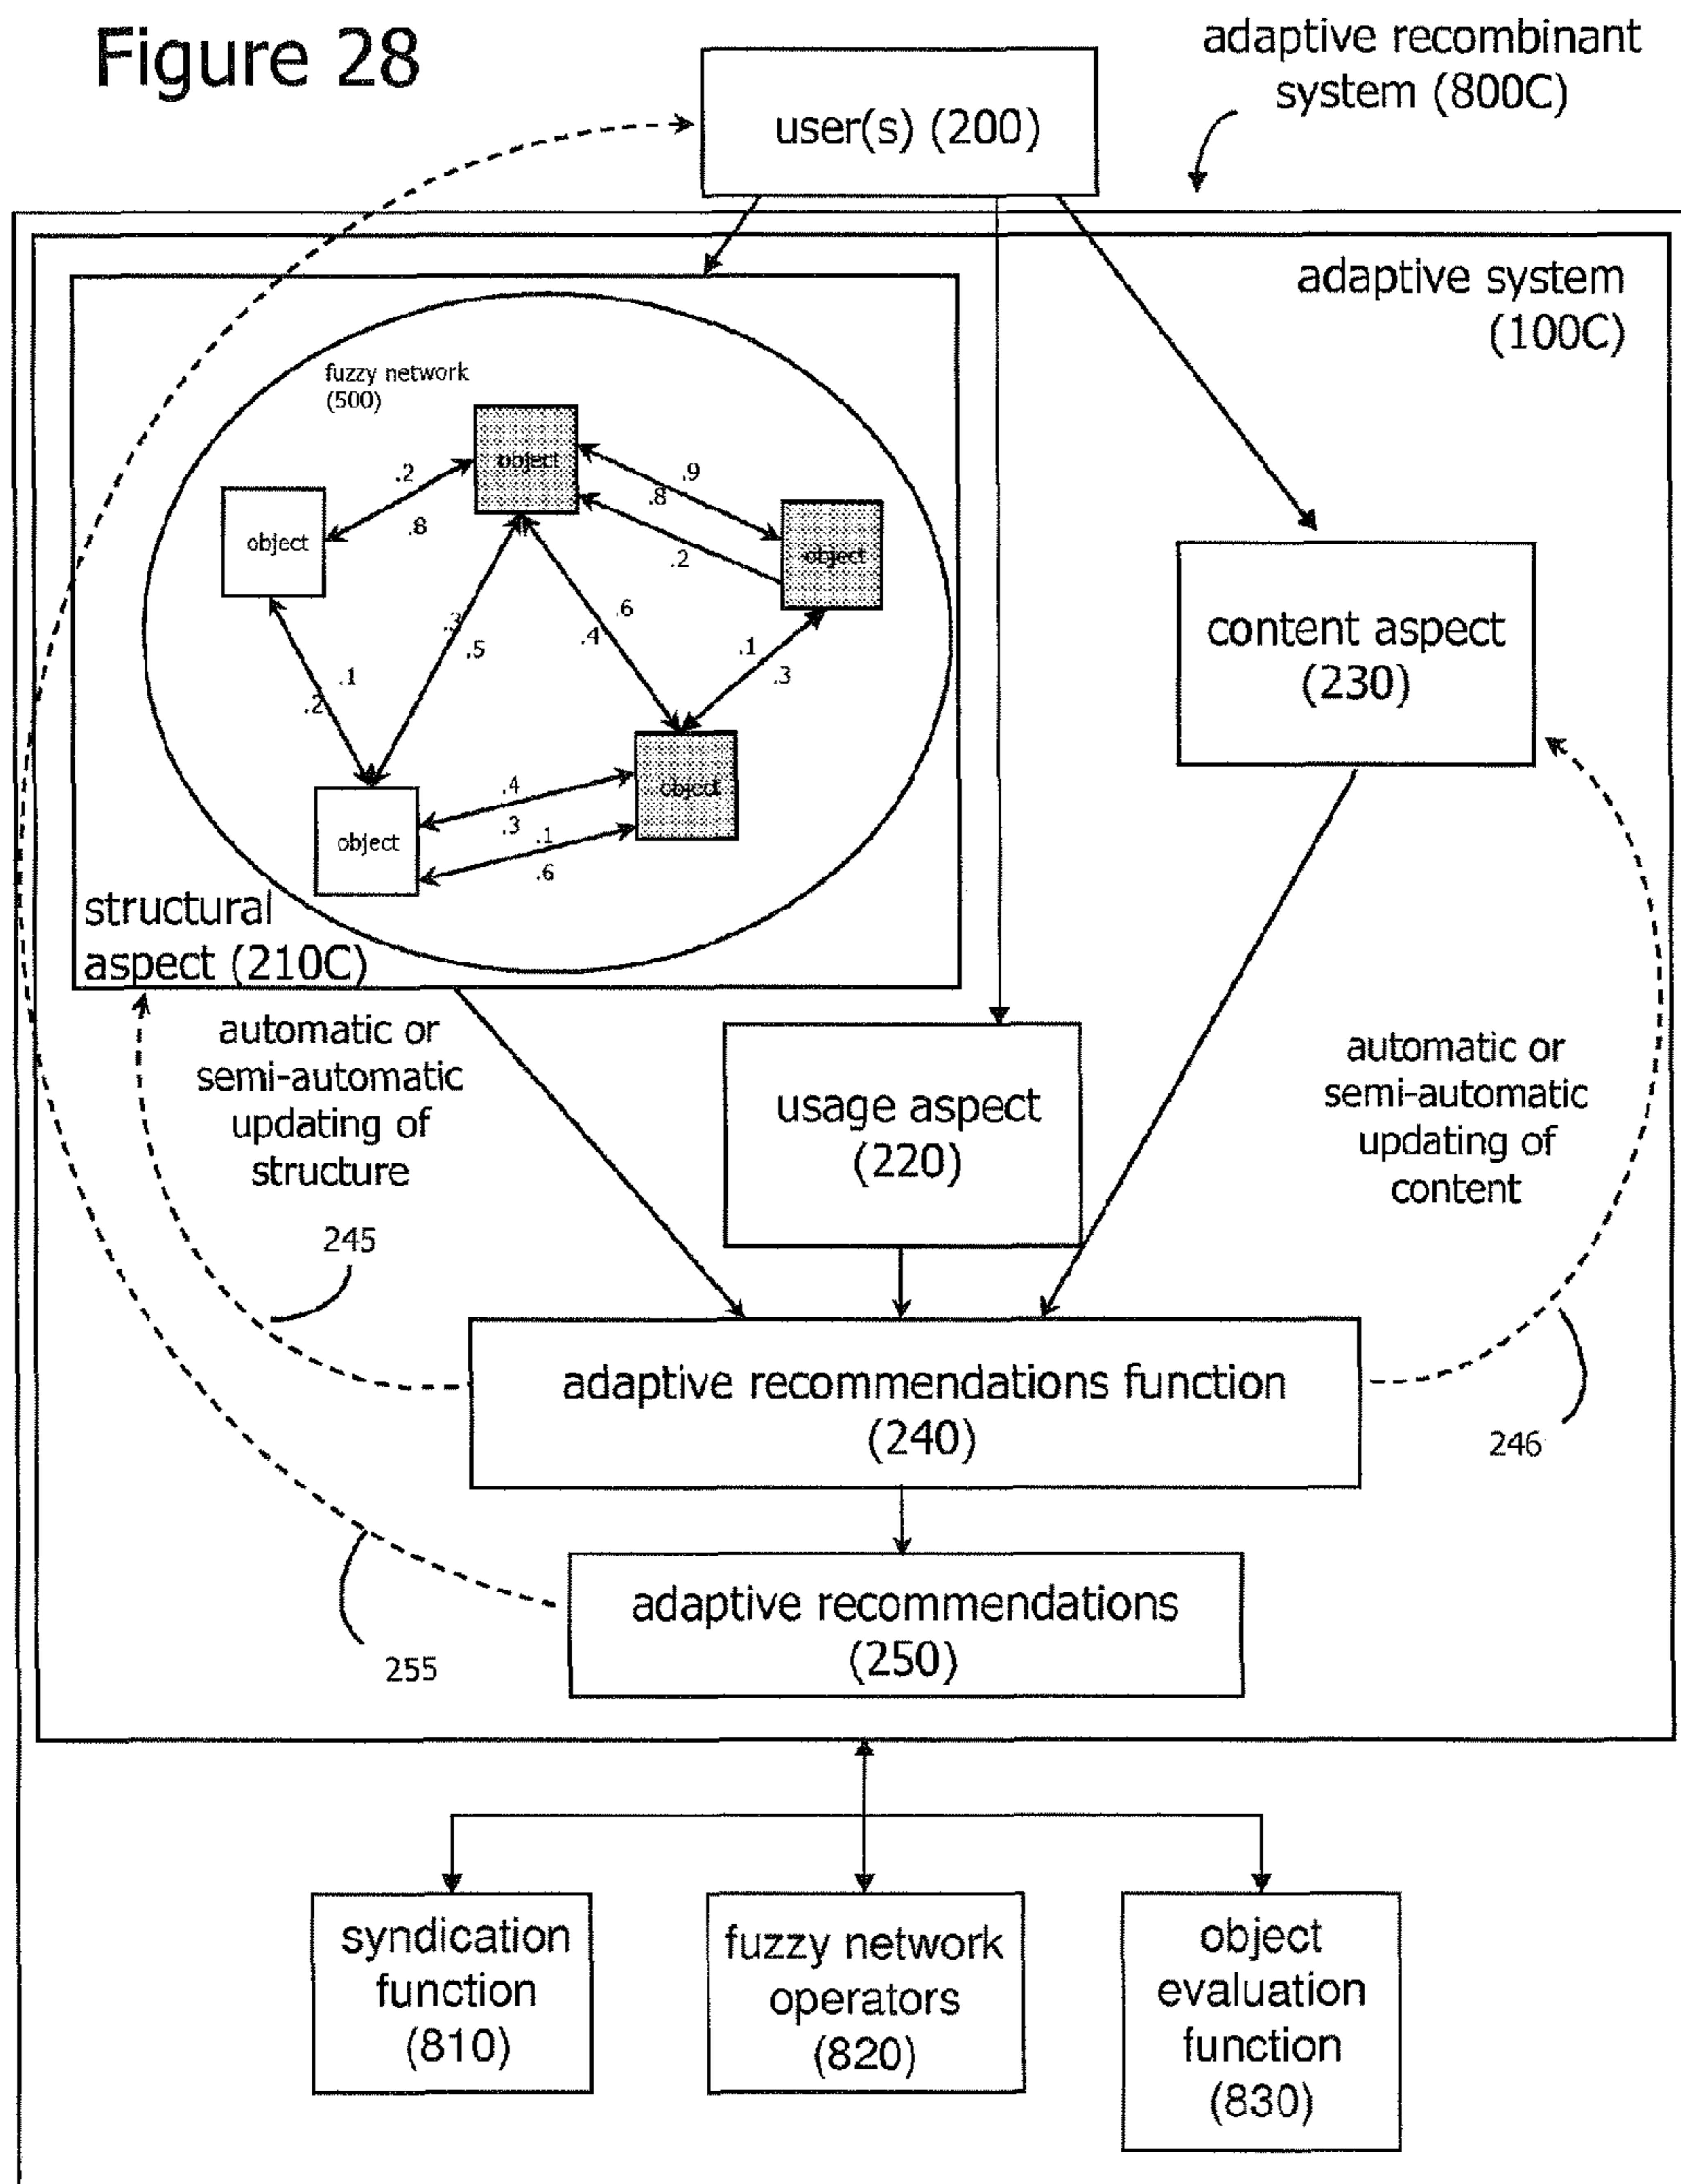 Figure 28
adaptive recombinant
system (800C)
user(s) (200)
adaptive system
(100C)
fuzzy network
(500)
object
.2
.8
object
.9
.8
.2
object
.3
.5
.6
.4
.1
.3
.1
.2
content aspect
(230)
object
.4
.3
.1
.6
object
structural
aspect (210C)
automatic or
semi-automatic
updating of
structure
usage aspect
(220)
automatic or
semi-automatic
updating of
content
245
adaptive recommendations function
(240)
246
adaptive recommendations
(250)
255
syndication
function
(810)
fuzzy network
operators
(820)
object
evaluation
function
(830)